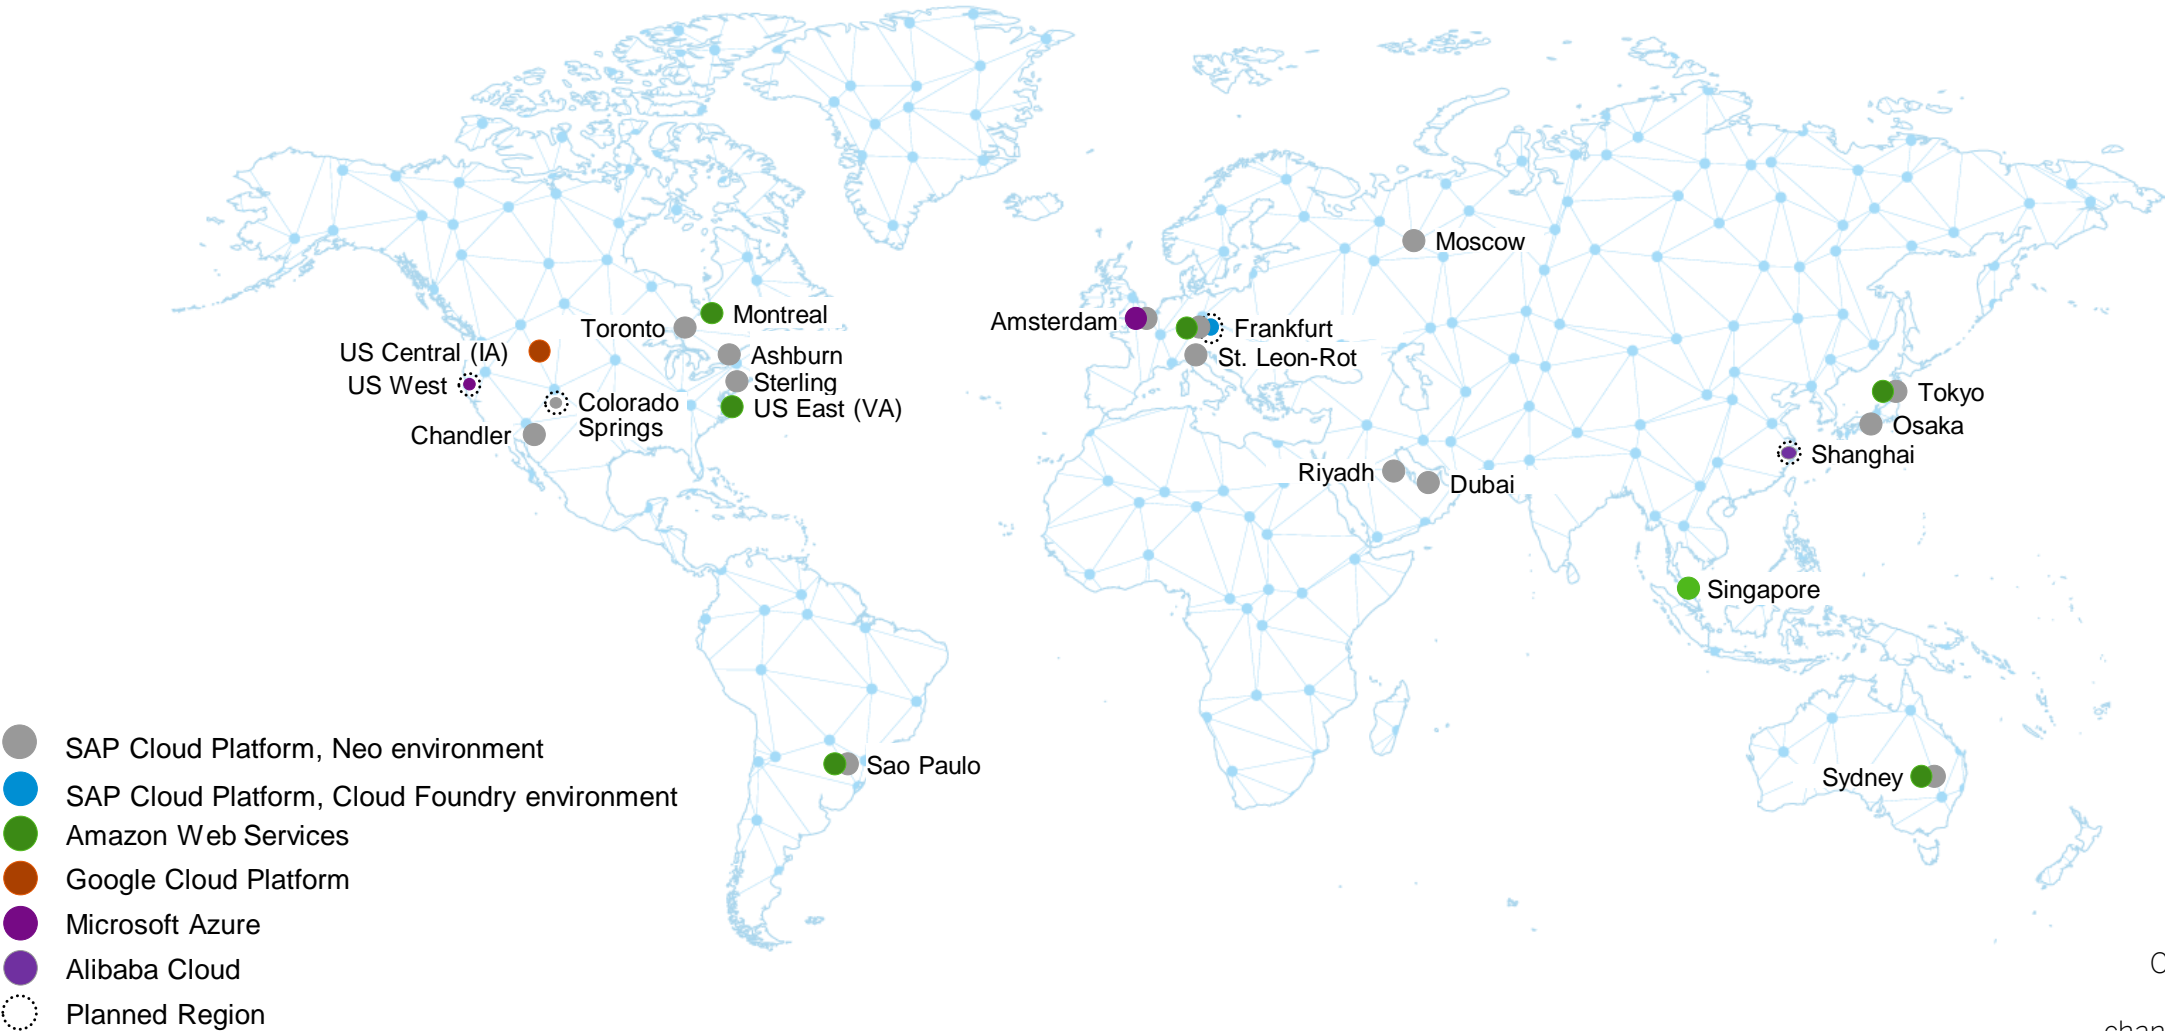 Moscow
Montreal
Amsterdam
Toronto
Frankfurt
US Central (IA)
Ashburn
St. Leon-Rot
US West
Sterling
Tokyo
Colorado
Springs
US East (VA)
Chandler
Osaka
Shanghai
Riyadh
Dubai
Singapore
Sao Paulo
Sydney
SAP Cloud Platform, Neo environment
SAP Cloud Platform, Cloud Foundry environment
Amazon Web Services
Google Cloud Platform
Microsoft Azure
Alibaba Cloud
Planned Region